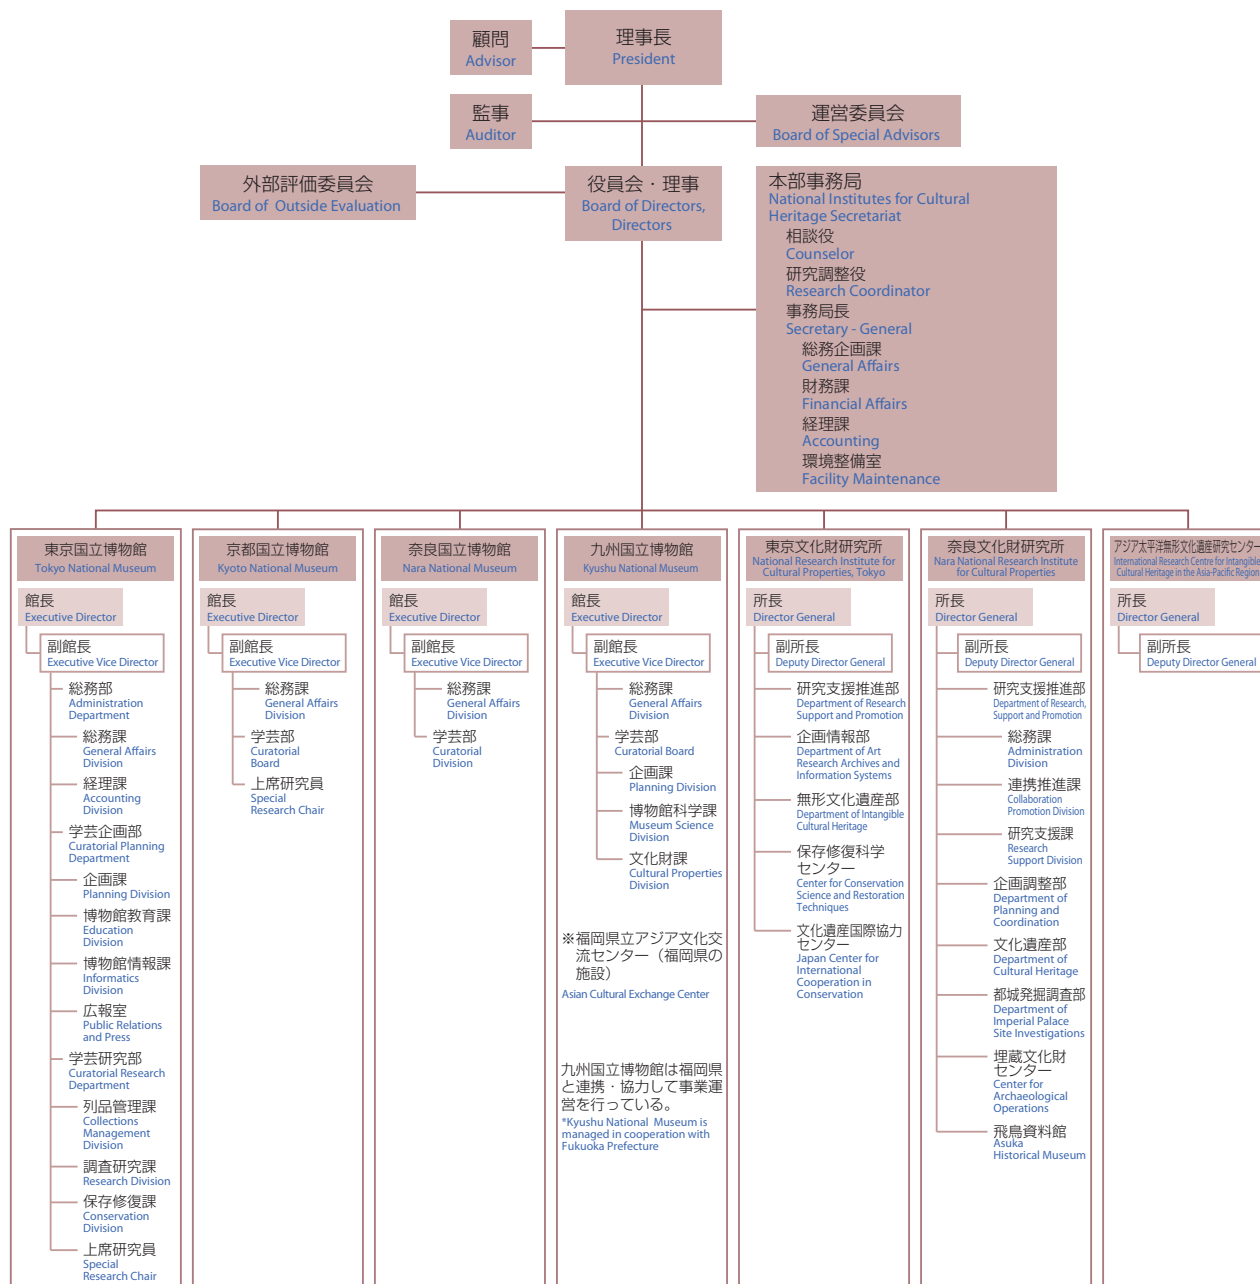 顧問
Advisor
理事長
President
監事
Auditor
運営委員会
Board of Special Advisors
外部評価委員会
Board of Outside Evaluation
役員会・理事
Board of Directors,
Directors
本部事務局
National Institutes for Cultural
Heritage Secretariat
相談役
Counselor
研究調整役
Research Coordinator
事務局長
Secretary - General
総務企画課
General Affairs
財務課
Financial Affairs
経理課
Accounting
環境整備室
Facility Maintenance
東京国立博物館
Tokyo National Museum
館長
Executive Director
副館長
Executive Vice Director
総務部
Administration
Department
総務課
General Affairs
Division
経理課
Accounting
Division
学芸企画部
Curatorial Planning
Department
企画課
Planning Division
博物館教育課
Education
Division
博物館情報課
Informatics
Division
広報室
Public Relations
and Press
学芸研究部
Curatorial Research
Department
列品管理課
Collections
Management
Division
調査研究課
Research Division
保存修復課
Conservation
Division
上席研究員
Special
Research Chair
京都国立博物館
Kyoto National Museum
館長
Executive Director
副館長
Executive Vice Director
総務課
General Affairs
Division
学芸部
Curatorial
Board
上席研究員
Special
Research Chair
奈良国立博物館
Nara National Museum
館長
Executive Director
副館長
Executive Vice Director
総務課
General Affairs
Division
学芸部
Curatorial
Division
九州国立博物館
Kyushu National Museum
館長
Executive Director
副館長
Executive Vice Director
総務課
General Affairs
Division
学芸部
Curatorial Board
企画課
Planning Division
博物館科学課
Museum Science
Division
文化財課
Cultural Properties
Division
※福岡県立アジア文化交
流センター（福岡県の
施設）
Asian Cultural Exchange Center
九州国立博物館は福岡県
と連携・協力して事業運
営を行っている。
*Kyushu National Museum is
managed in cooperation with
Fukuoka Prefecture
東京文化財研究所
National Research Institute for
Cultural Properties, Tokyo
所長
Director General
副所長
Deputy Director General
研究支援推進部
Department of Research
Support and Promotion
企画情報部
Department of Art
Research Archives and
Information Systems
無形文化遺産部
Department of Intangible
Cultural Heritage
保存修復科学
センター
Center for Conservation
Science and Restoration
Techniques
文化遺産国際協力
センター
Japan Center for
International
Cooperation in
Conservation
奈良文化財研究所
Nara National Research Institute
for Cultural Properties
所長
Director General
副所長
Deputy Director General
研究支援推進部
Department of Research,
Support and Promotion
総務課
Administration
Division
連携推進課
Collaboration
Promotion Division
研究支援課
Research
Support Division
企画調整部
Department of
Planning and
Coordination
文化遺産部
Department of
Cultural Heritage
都城発掘調査部
Department of
Imperial Palace
Site Investigations
埋蔵文化財
センター
Center for
Archaeological
Operations
飛鳥資料館
Asuka
Historical Museum
アジア太平洋無形文化遺産研究センター
International Research Centre for Intangible
Cultural Heritage in the Asia-Pacific Region
所長
Director General
副所長
Deputy Director General